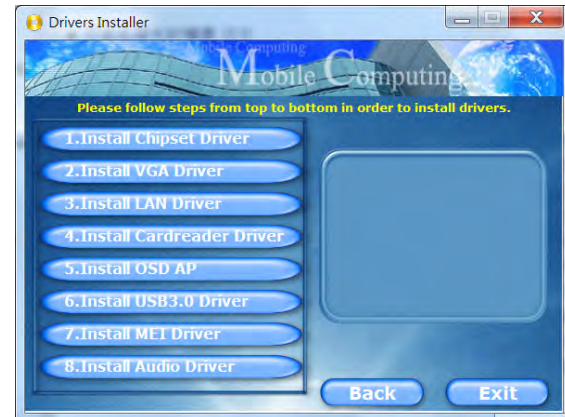 Drivers Installer
Mobile Computing
Mobile Computing
Please follow steps from top to bottom in order to install drivers.
1.Install Chipset Driver
2.Install VGA Driver
3.Install LAN Driver
4.Install Cardreader Driver
5.Install OSD AP
6.Install USB3.0 Driver
7.Install MEI Driver
8.Install Audio Driver
Back
Exit